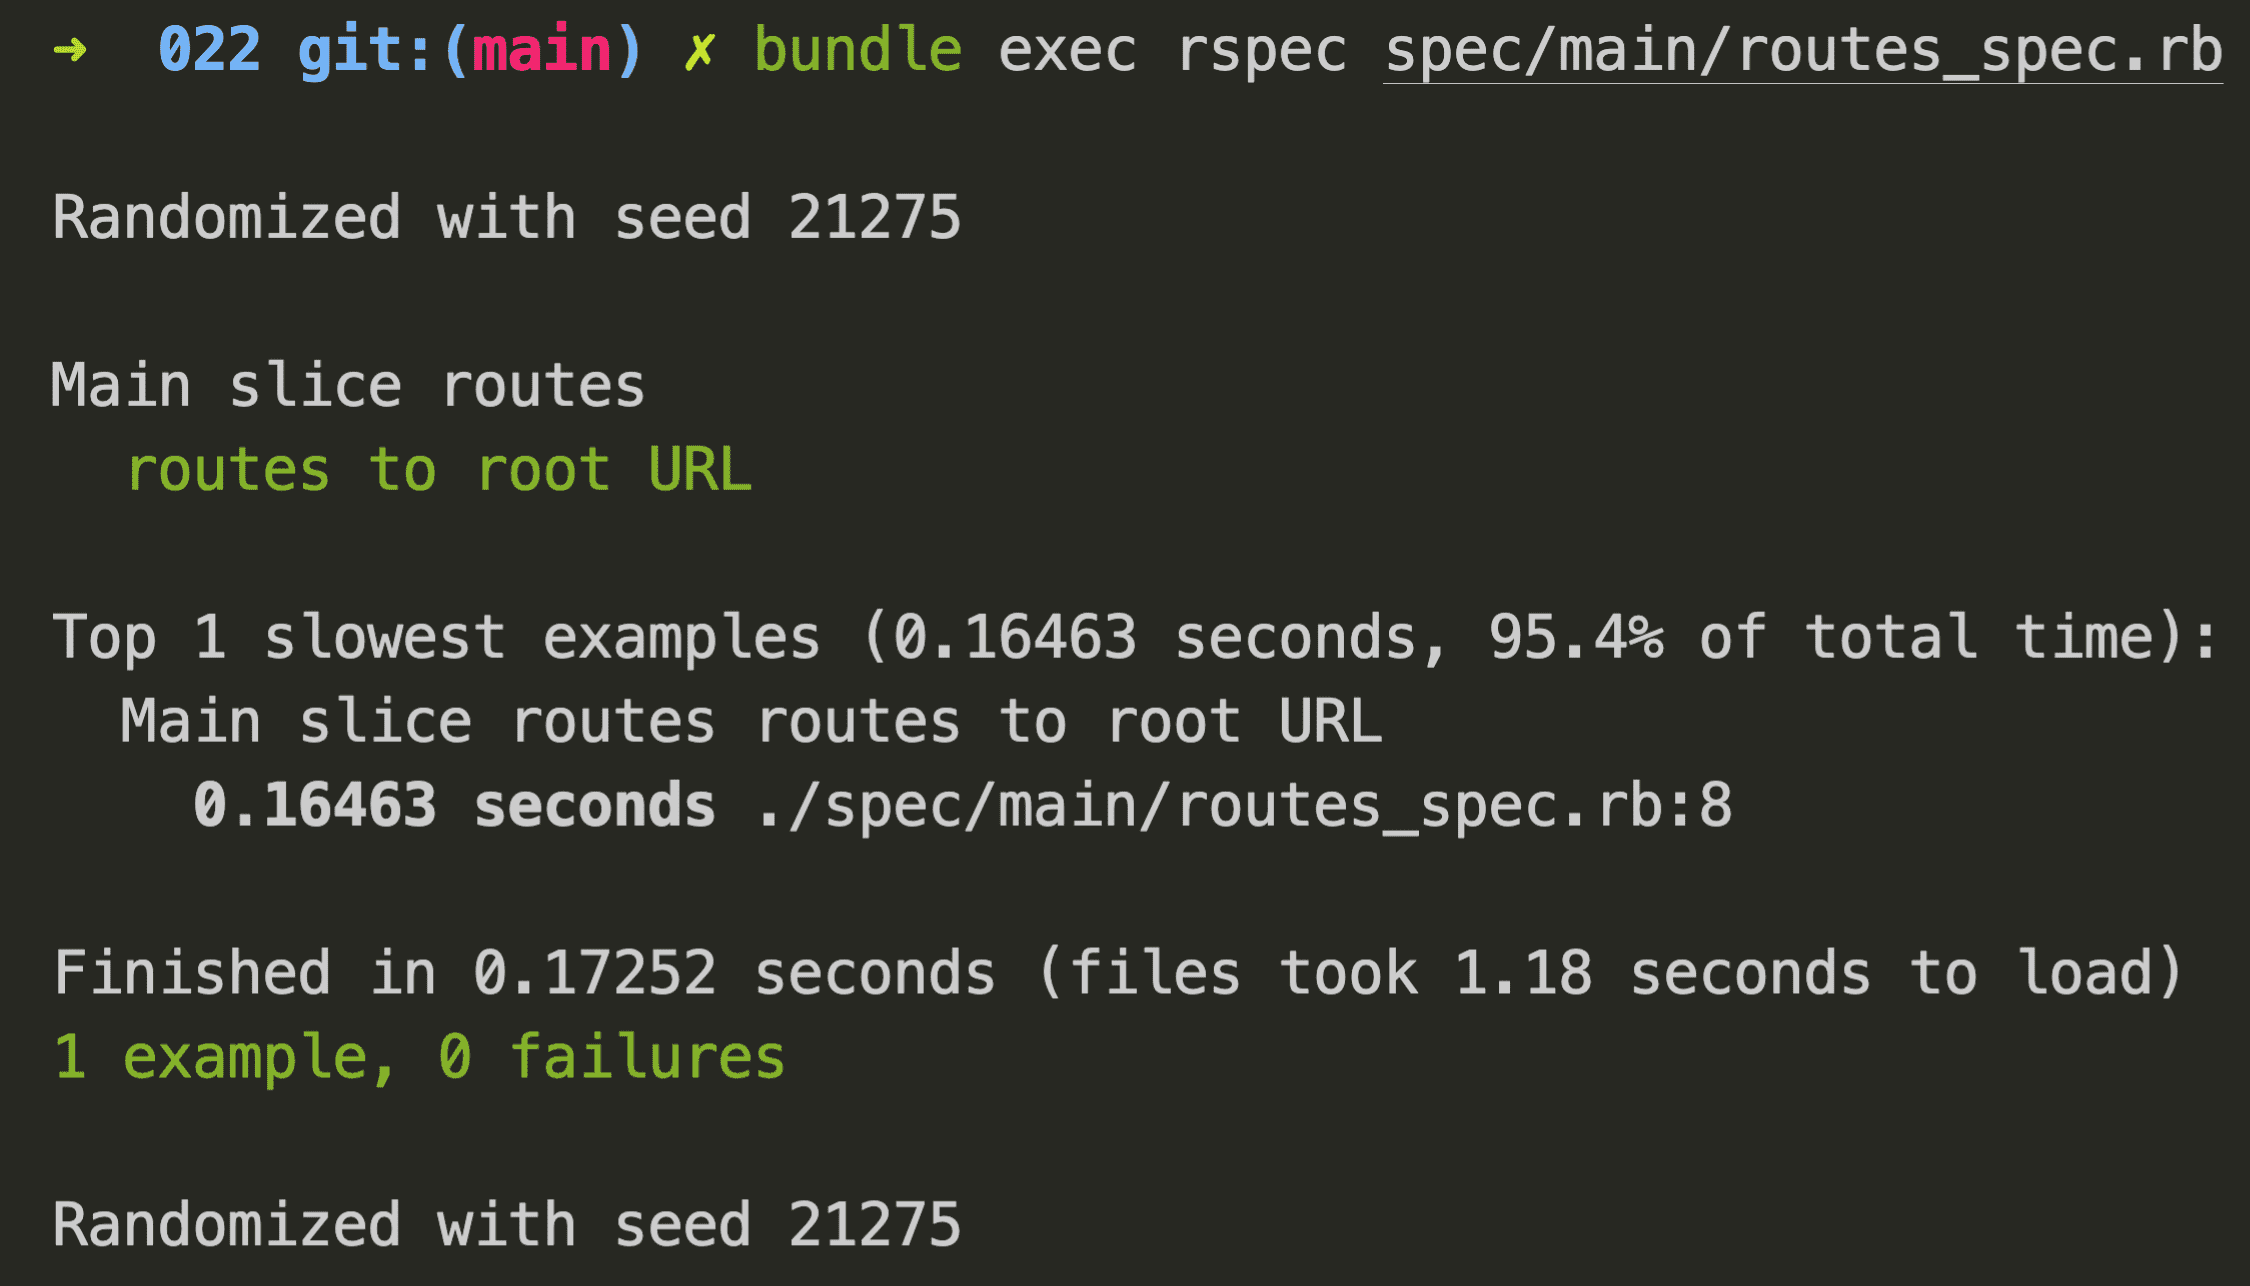 ➜  022 git:(main) ✗ bundle exec rspec spec/main/routes_spec.rb
Randomized with seed 21275
Main slice routes
routes to root URL
Top 1 slowest examples (0.16463 seconds, 95.4% of total time):
Main slice routes routes to root URL
0.16463 seconds ./spec/main/routes_spec.rb:8
Finished in 0.17252 seconds (files took 1.18 seconds to load)
1 example, 0 failures
Randomized with seed 21275